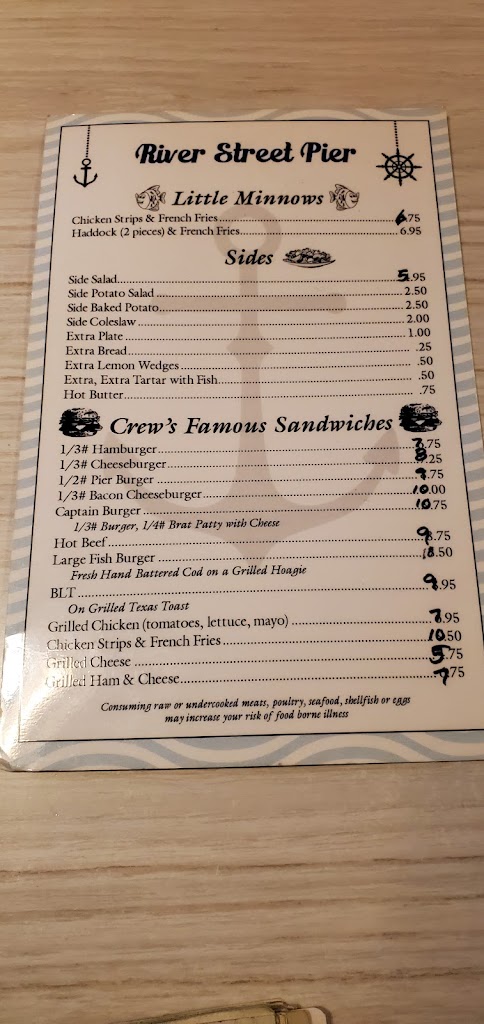 River Street Pier
Little Minnows
Chicken Strips & French Fries 6.75
Haddock (2 pieces) & French Fries 6.95
Sides
Side Salad 5.95
Side Potato Salad 2.50
Side Baked Potato 2.50
Side Coleslaw 2.00
Extra Plate 1.00
Extra Bread .25
Extra Lemon Wedges .50
Extra, Extra Tartar with Fish .50
Hot Butter .75
Crew's Famous Sandwiches
1/3# Hamburger 7.75
1/3# Cheeseburger 8.25
1/2# Pier Burger 9.75
1/3# Bacon Cheeseburger 10.00
Captain Burger 10.75
1/3# Burger, 1/4# Brat Patty with Cheese
Hot Beef 9.75
Large Fish Burger .50
Fresh Hand Battered Cod on a Grilled Hoagie
BLT 9.95
On Grilled Texas Toast
Grilled Chicken (tomatoes, lettuce, mayo) 7.95
Chicken Strips & French Fries 10.50
Grilled Cheese 5.75
Grilled Ham & Cheese .75
Consuming raw or undercooked meats, poultry, seafood, shellfish or eggs
may increase your risk of food borne illness